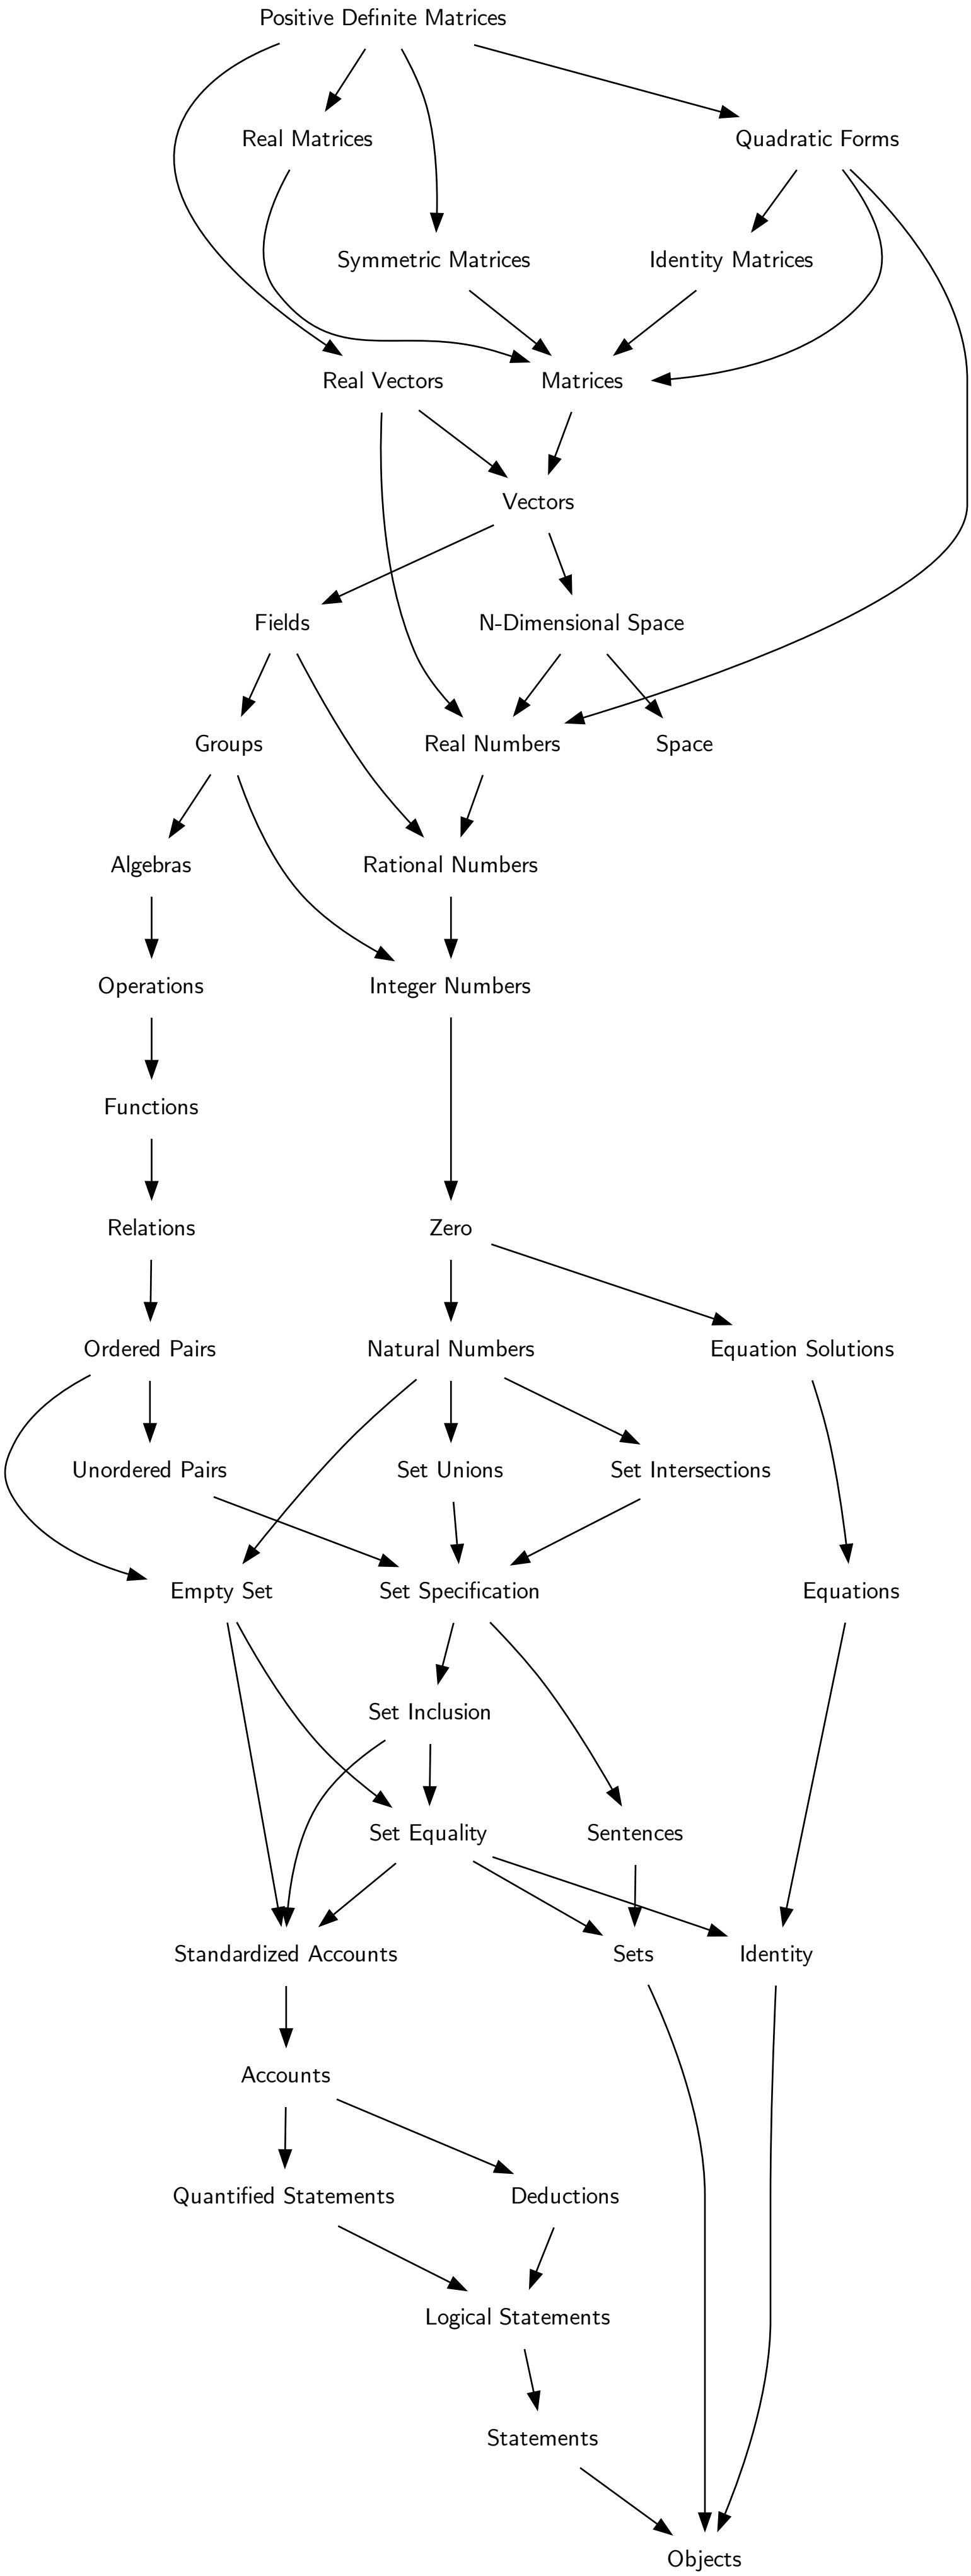 Positive Definite Matrices
Real Matrices
Quadratic Forms
Symmetric Matrices
Identity Matrices
Real Vectors
Matrices
Vectors
Fields
N-Dimensional Space
Groups
Real Numbers
Space
Algebras
Rational Numbers
Operations
Integer Numbers
Functions
Relations
Zero
Ordered Pairs
Natural Numbers
Equation Solutions
Unordered Pairs
Set Unions
Set Intersections
Empty Set
Set Specification
Equations
Set Inclusion
Set Equality
Sentences
Standardized Accounts
Sets
Identity
Accounts
Quantified Statements
Deductions
Logical Statements
Statements
Objects